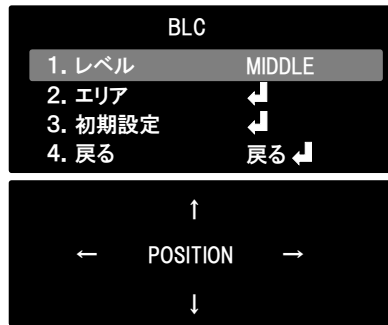 BLC
1. レベル MIDDLE
2. エリア ↲
3. 初期設定 ↲
4. 戻る 戻る ↲
↑
← POSITION →
↓